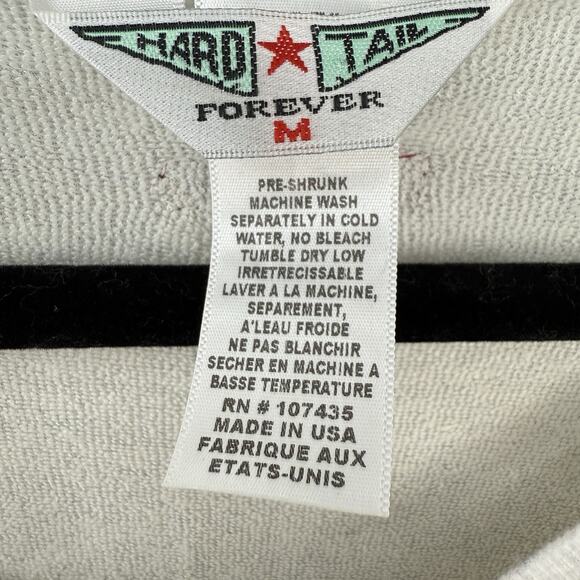 HARD TAIL
FOREVER
M
PRE-SHRUNK
MACHINE WASH
SEPARATELY IN COLD
WATER, NO BLEACH
TUMBLE DRY LOW
IRRETRECISSABLE
LAVER A LA MACHINE,
SEPAREMENT,
A'LEAU FROIDE
NE PAS BLANCHIR
SECHER EN MACHINE A
BASSE TEMPERATURE
RN # 107435
MADE IN USA
FABRIQUE AUX
ETATS-UNIS